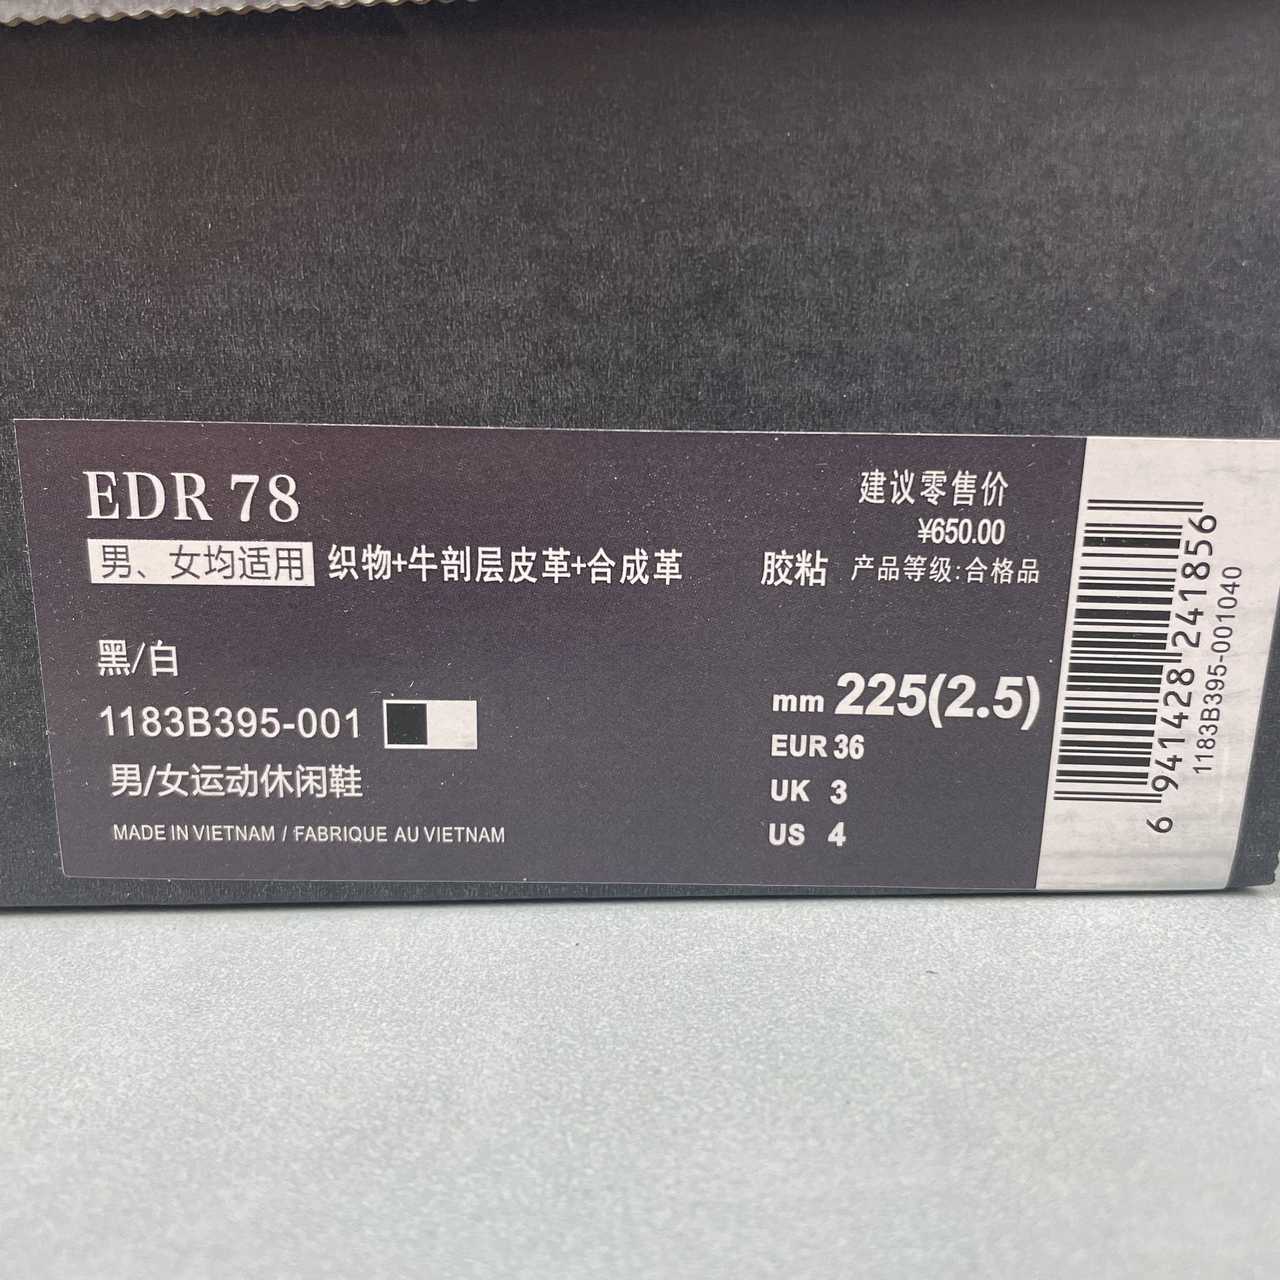 EDR 78
建议零售价
¥650.00
男、女均适用 织物+牛剖层皮革+合成革 胶粘 产品等级:合格品
黑/白
1183B395-001
男/女运动休闲鞋
MADE IN VIETNAM / FABRIQUE AU VIETNAM
mm 225(2.5)
EUR 36
UK 3
US 4
6 941428 241856
1183B395-001040